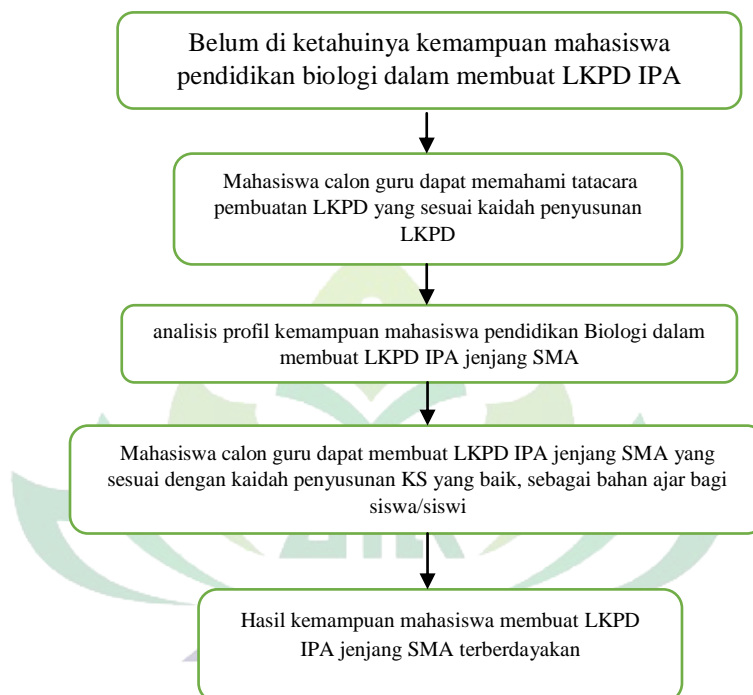 Belum di ketahuinya kemampuan mahasiswa
pendidikan biologi dalam membuat LKPD IPA
Mahasiswa calon guru dapat memahami tatacara
pembuatan LKPD yang sesuai kaidah penyusunan
LKPD
analisis profil kemampuan mahasiswa pendidikan Biologi dalam
membuat LKPD IPA jenjang SMA
Mahasiswa calon guru dapat membuat LKPD IPA jenjang SMA yang
sesuai dengan kaidah penyusunan KS yang baik, sebagai bahan ajar bagi
siswa/siswi
Hasil kemampuan mahasiswa membuat LKPD
IPA jenjang SMA terberdayakan